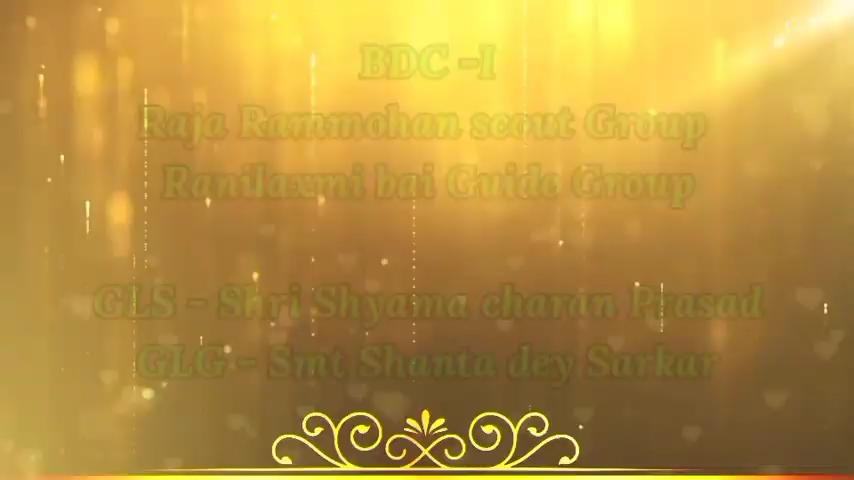 BDC -I
Raja Rammohan scout Group
Ranilaxmi bai Guide Group
GLS - Shri Shyama charan Prasad
GLG - Smt Shanta dey Sarkar